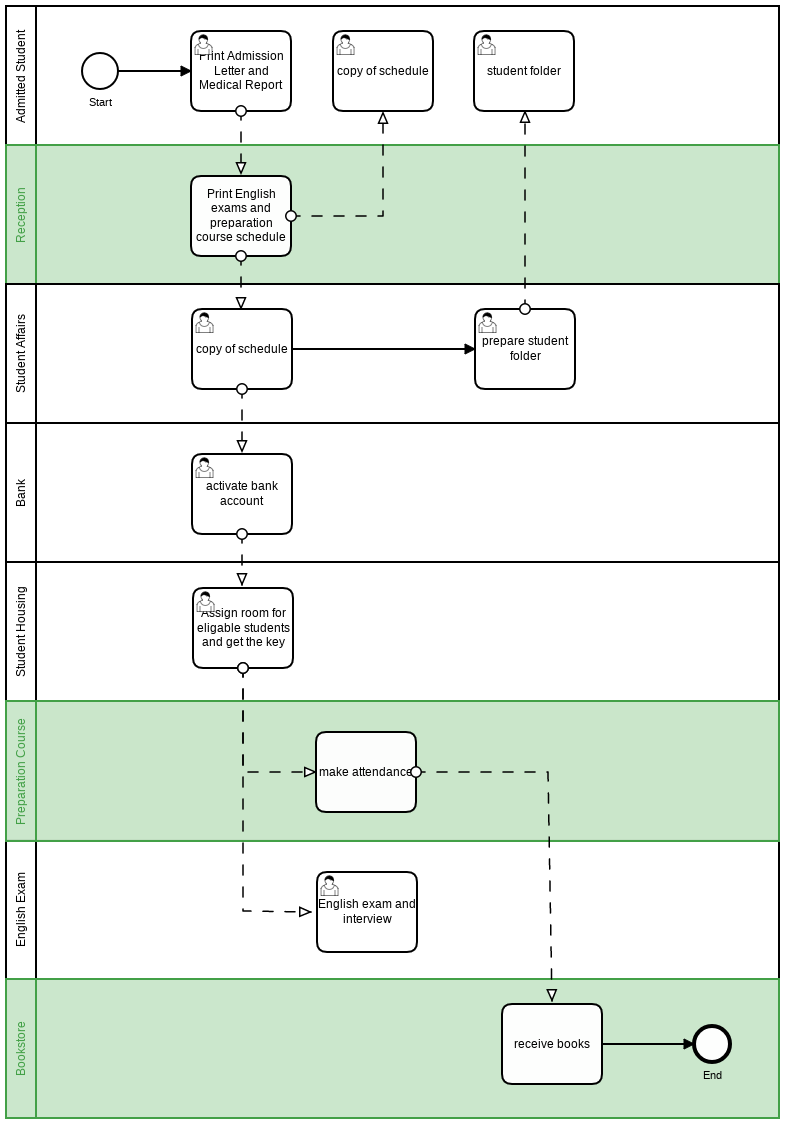 Admitted Student
Start
Print Admission
Letter and
Medical Report
copy of schedule
student folder
Reception
Print English
exams and
preparation
course schedule
Student Affairs
copy of schedule
prepare student
folder
Bank
activate bank
account
Student Housing
Assign room for
eligable students
and get the key
Preparation Course
make attendance
English Exam
English exam and
interview
Bookstore
receive books
End